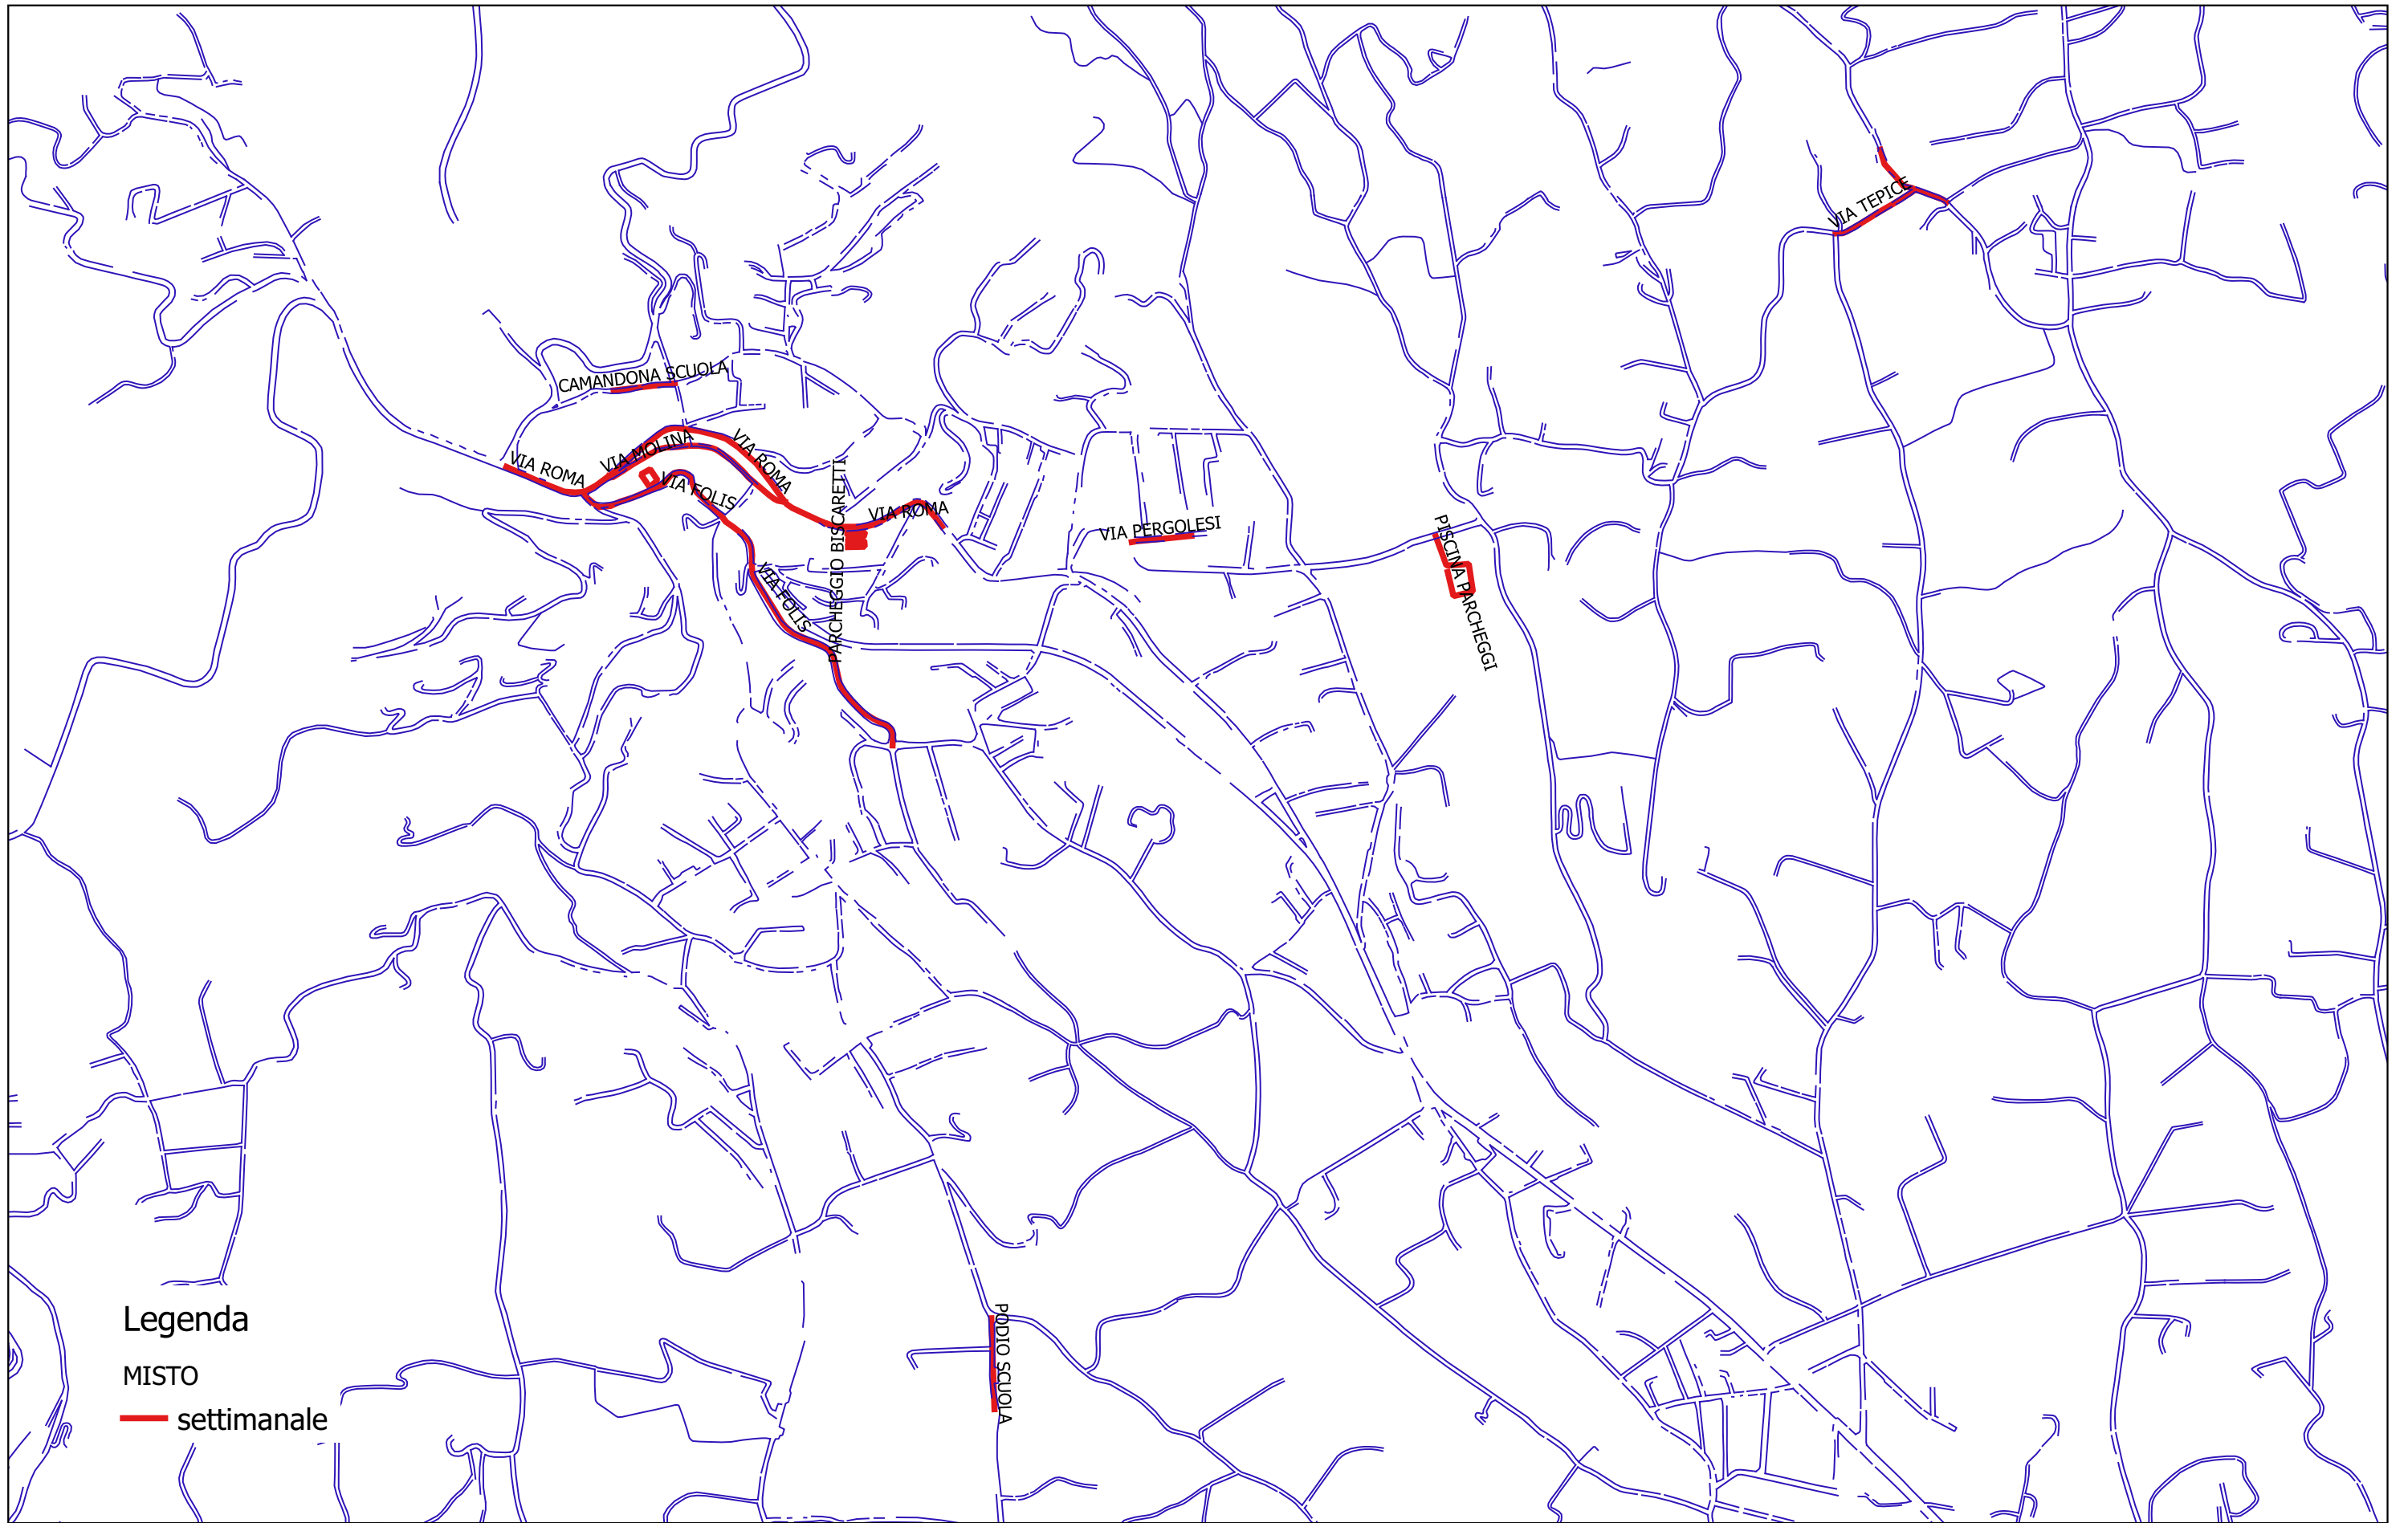 VIA TEPICE
CAMANDONA SCUOLA
VIA ROMA
VIA MOLINA
VIA ROMA
VIA FOLIS
VIA ROMA
PARCHEGGIO BISCARETTI
VIA PERGOLESI
PISCINA PARCHEGGI
VIA FOLIS
PODIO SCUOLA
Legenda
MISTO
settimanale